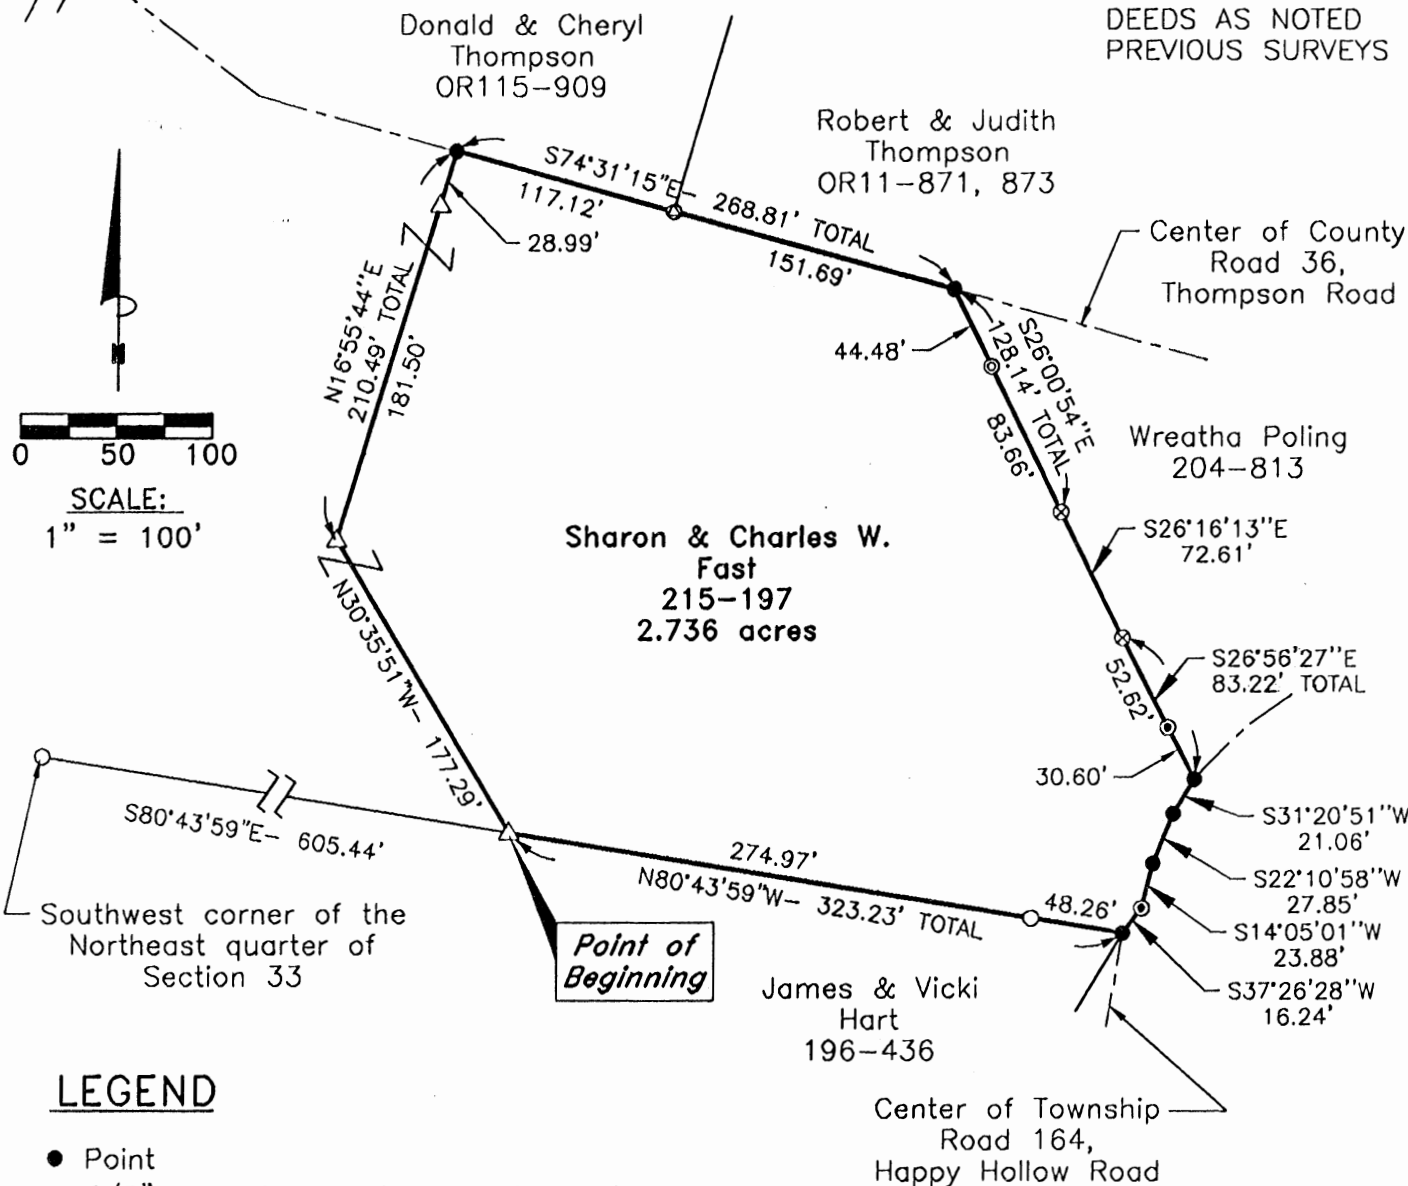 DEEDS AS NOTED
PREVIOUS SURVEYS
Donald & Cheryl
Thompson
OR115-909
Robert & Judith
Thompson
OR11-871, 873
S74°31'15"E- 268.81' TOTAL
117.12'
151.69'
28.99'
Center of County
Road 36,
Thompson Road
N16°55'44"E
210.49' TOTAL
181.50'
44.48'
S26°00'54"E
128.14' TOTAL
83.66'
N
0 50 100
SCALE:
1" = 100'
Wreatha Poling
204-813
S26°16'13"E
72.61'
Sharon & Charles W.
Fast
215-197
2.736 acres
N30°35'51"W- 177.29'
S26°56'27"E
83.22' TOTAL
52.62'
30.60'
S80°43'59"E- 605.44'
274.97'
N80°43'59"W- 323.23' TOTAL
48.26'
S31°20'51"W
21.06'
S22°10'58"W
27.85'
S14°05'01"W
23.88'
S37°26'28"W
16.24'
Southwest corner of the
Northeast quarter of
Section 33
Point of
Beginning
James & Vicki
Hart
196-436
Center of Township
Road 164,
Happy Hollow Road
LEGEND
Point